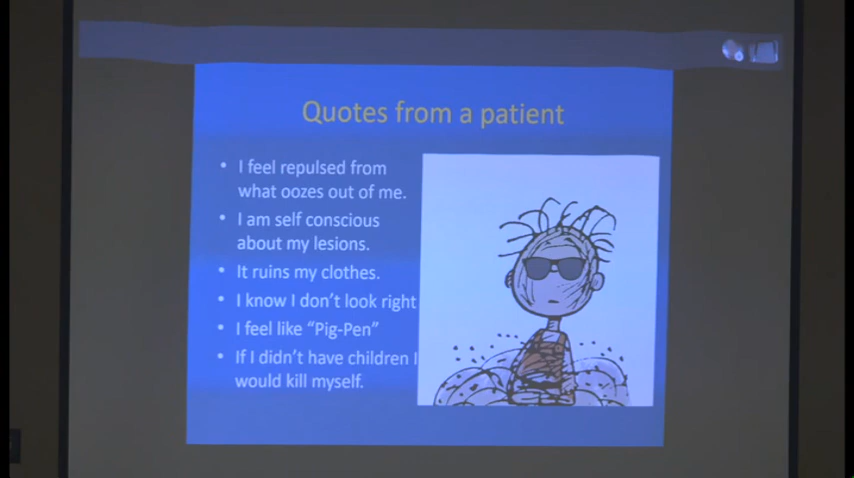 Quotes from a patient
• I feel repulsed from
what oozes out of me.
• I am self conscious
about my lesions.
• It ruins my clothes.
• I know I don't look right
• I feel like "Pig-Pen"
• If I didn't have children I
would kill myself.